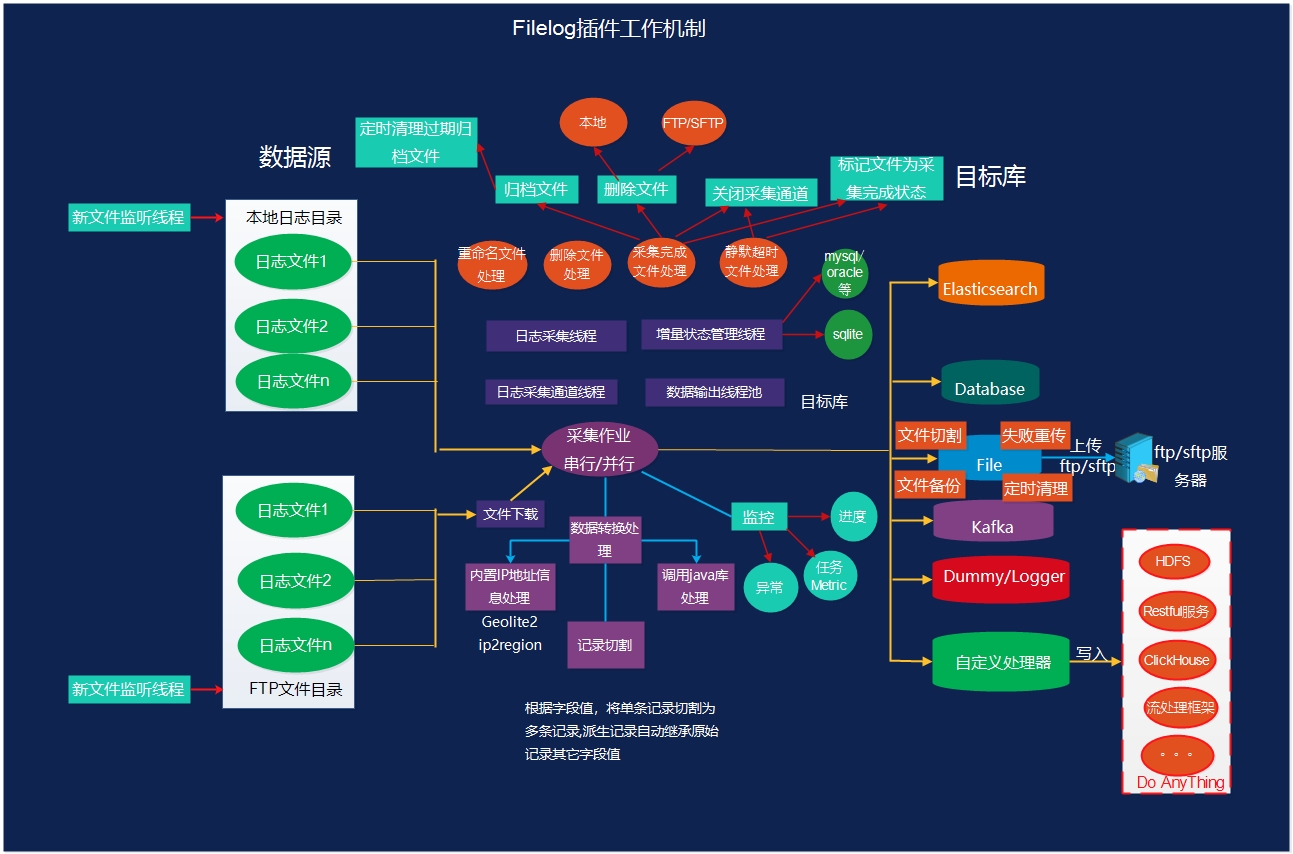 Filelog插件工作机制
数据源
定时清理过期归
档文件
本地
FTP/SFTP
归档文件
删除文件
关闭采集通道
标记文件为采
集完成状态
目标库
新文件监听线程
本地日志目录
日志文件1
日志文件2
日志文件n
重命名文件
处理
删除文件
处理
采集完成
文件处理
静默超时
文件处理
mysql/
oracle
等
日志采集线程
增量状态管理线程
sqlite
日志采集通道线程
数据输出线程池
目标库
采集作业
串行/并行
Elasticsearch
Database
文件切割
失败重传
File
文件备份
定时清理
上传
ftp/sftp
ftp/sftp服
务器
Kafka
Dummy/Logger
自定义处理器
写入
HDFS
Restful服务
ClickHouse
流处理框架
。。。
Do AnyThing
日志文件1
日志文件2
日志文件n
FTP文件目录
新文件监听线程
文件下载
数据转换处
理
内置IP地址信
息处理
Geolite2
ip2region
调用java库
处理
记录切割
监控
进度
异常
任务
Metric
根据字段值，将单条记录切割为
多条记录,派生记录自动继承原始
记录其它字段值